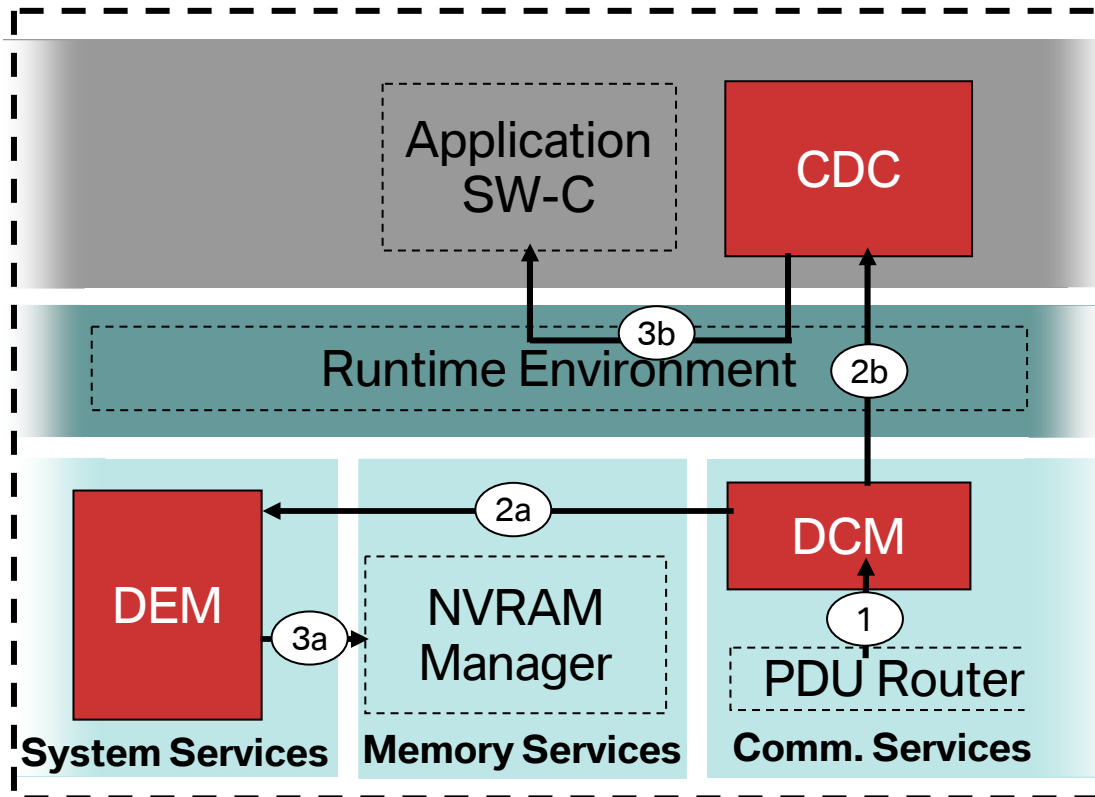 Application
SW-C
CDC
3b
Runtime Environment
2b
2a
DCM
DEM
NVRAM
Manager
3a
1
PDU Router
System Services
Memory Services
Comm. Services